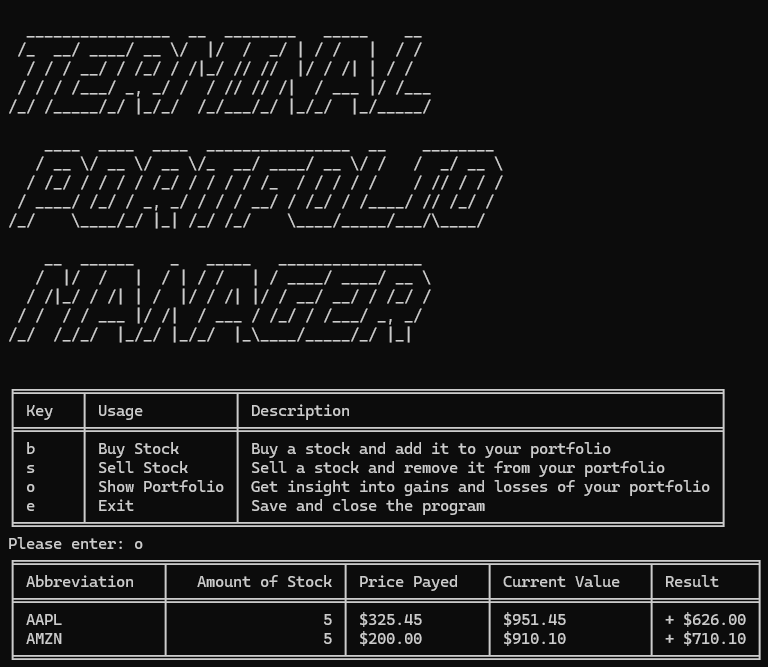 TERMINAL
PORTFOLIO
MANAGER
Key Usage Description
b Buy Stock Buy a stock and add it to your portfolio
s Sell Stock Sell a stock and remove it from your portfolio
o Show Portfolio Get insight into gains and losses of your portfolio
e Exit Save and close the program
Please enter: o
Abbreviation Amount of Stock Price Payed Current Value Result
AAPL 5 $325.45 $951.45 + $626.00
AMZN 5 $200.00 $910.10 + $710.10